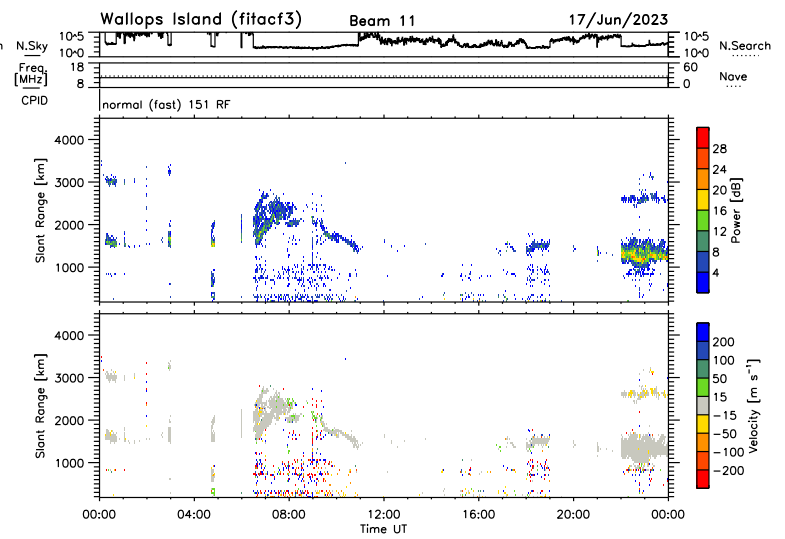 Wallops Island (fitacf3) Beam 11 17/Jun/2023
n N.Sky 10^5 10^0 10^5 10^0 N.Search
Freq. [MHz] 18 8 60 0 Nave
CPID normal (fast) 151 RF
Slant Range [km]
4000
3000
2000
1000
Power [dB]
28
24
20
16
12
8
4
Slant Range [km]
4000
3000
2000
1000
Velocity [m s⁻¹]
200
100
50
15
-15
-50
-100
-200
00:00 04:00 08:00 12:00 16:00 20:00 00:00
Time UT